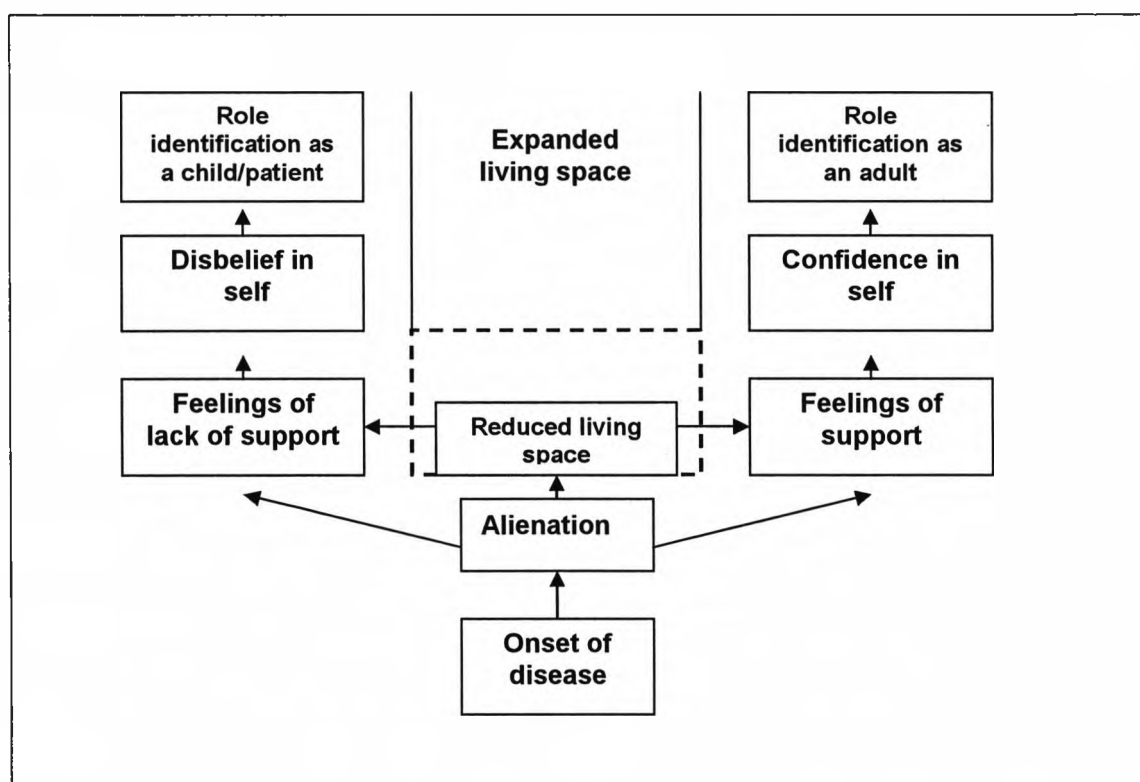 Role
identification as
a child/patient
Expanded
living space
Role
identification as
an adult
Disbelief in
self
Confidence in
self
Feelings of
lack of support
Reduced living
space
Feelings of
support
Alienation
Onset of
disease